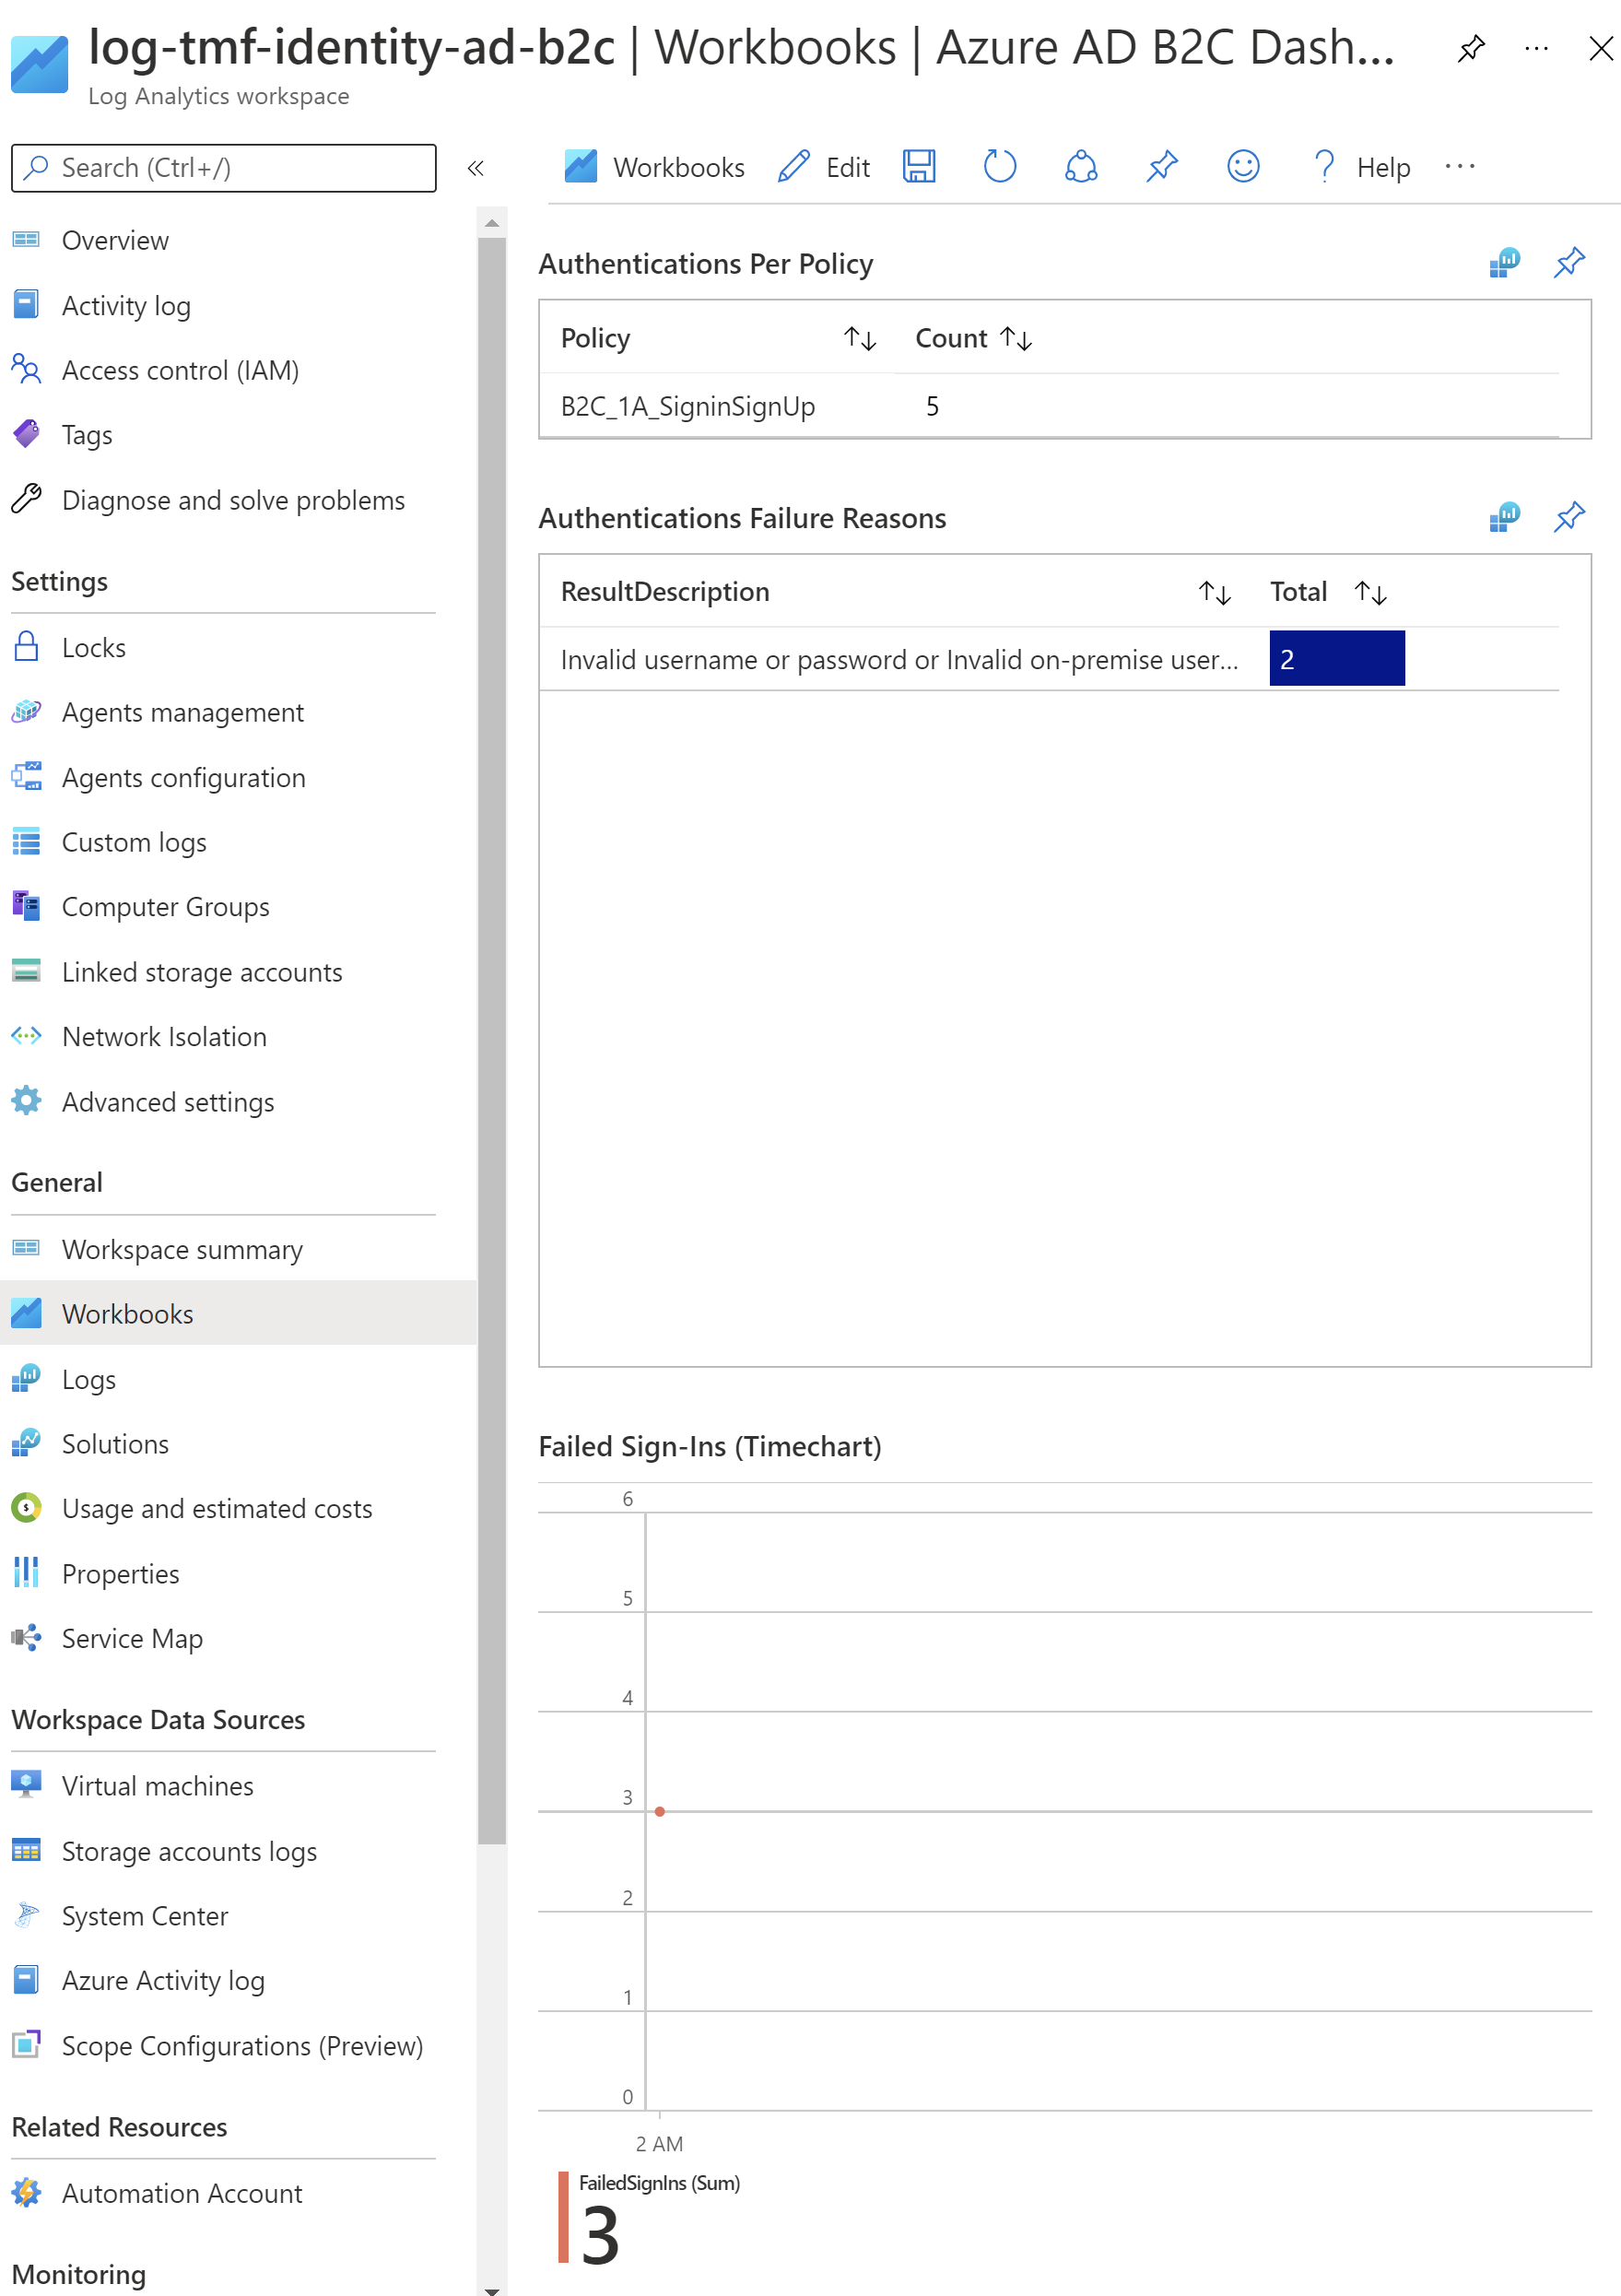 log-tmf-identity-ad-b2c | Workbooks | Azure AD B2C Dash...
Log Analytics workspace
Search (Ctrl+/)
Workbooks
Edit
Help
Overview
Activity log
Access control (IAM)
Tags
Diagnose and solve problems
Settings
Locks
Agents management
Agents configuration
Custom logs
Computer Groups
Linked storage accounts
Network Isolation
Advanced settings
General
Workspace summary
Workbooks
Logs
Solutions
Usage and estimated costs
Properties
Service Map
Workspace Data Sources
Virtual machines
Storage accounts logs
System Center
Azure Activity log
Scope Configurations (Preview)
Related Resources
Automation Account
Monitoring
Authentications Per Policy
Policy Count
B2C_1A_SigninSignUp 5
Authentications Failure Reasons
ResultDescription Total
Invalid username or password or Invalid on-premise user... 2
Failed Sign-Ins (Timechart)
6
5
4
3
2
1
0
2 AM
FailedSignIns (Sum)
3